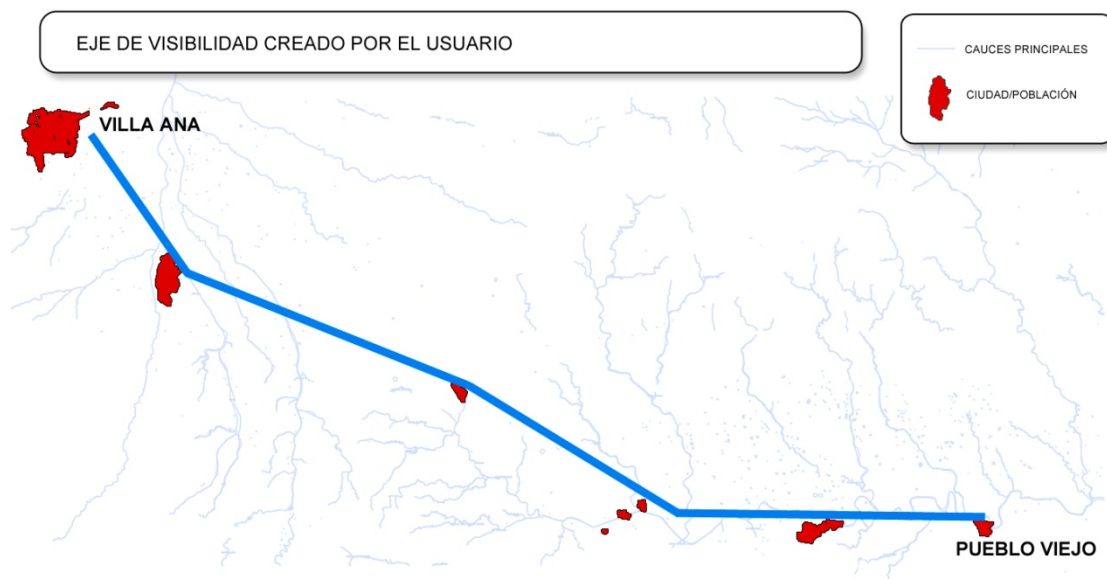 EJE DE VISIBILIDAD CREADO POR EL USUARIO
CAUCES PRINCIPALES
CIUDAD/POBLACIÓN
VILLA ANA
PUEBLO VIEJO